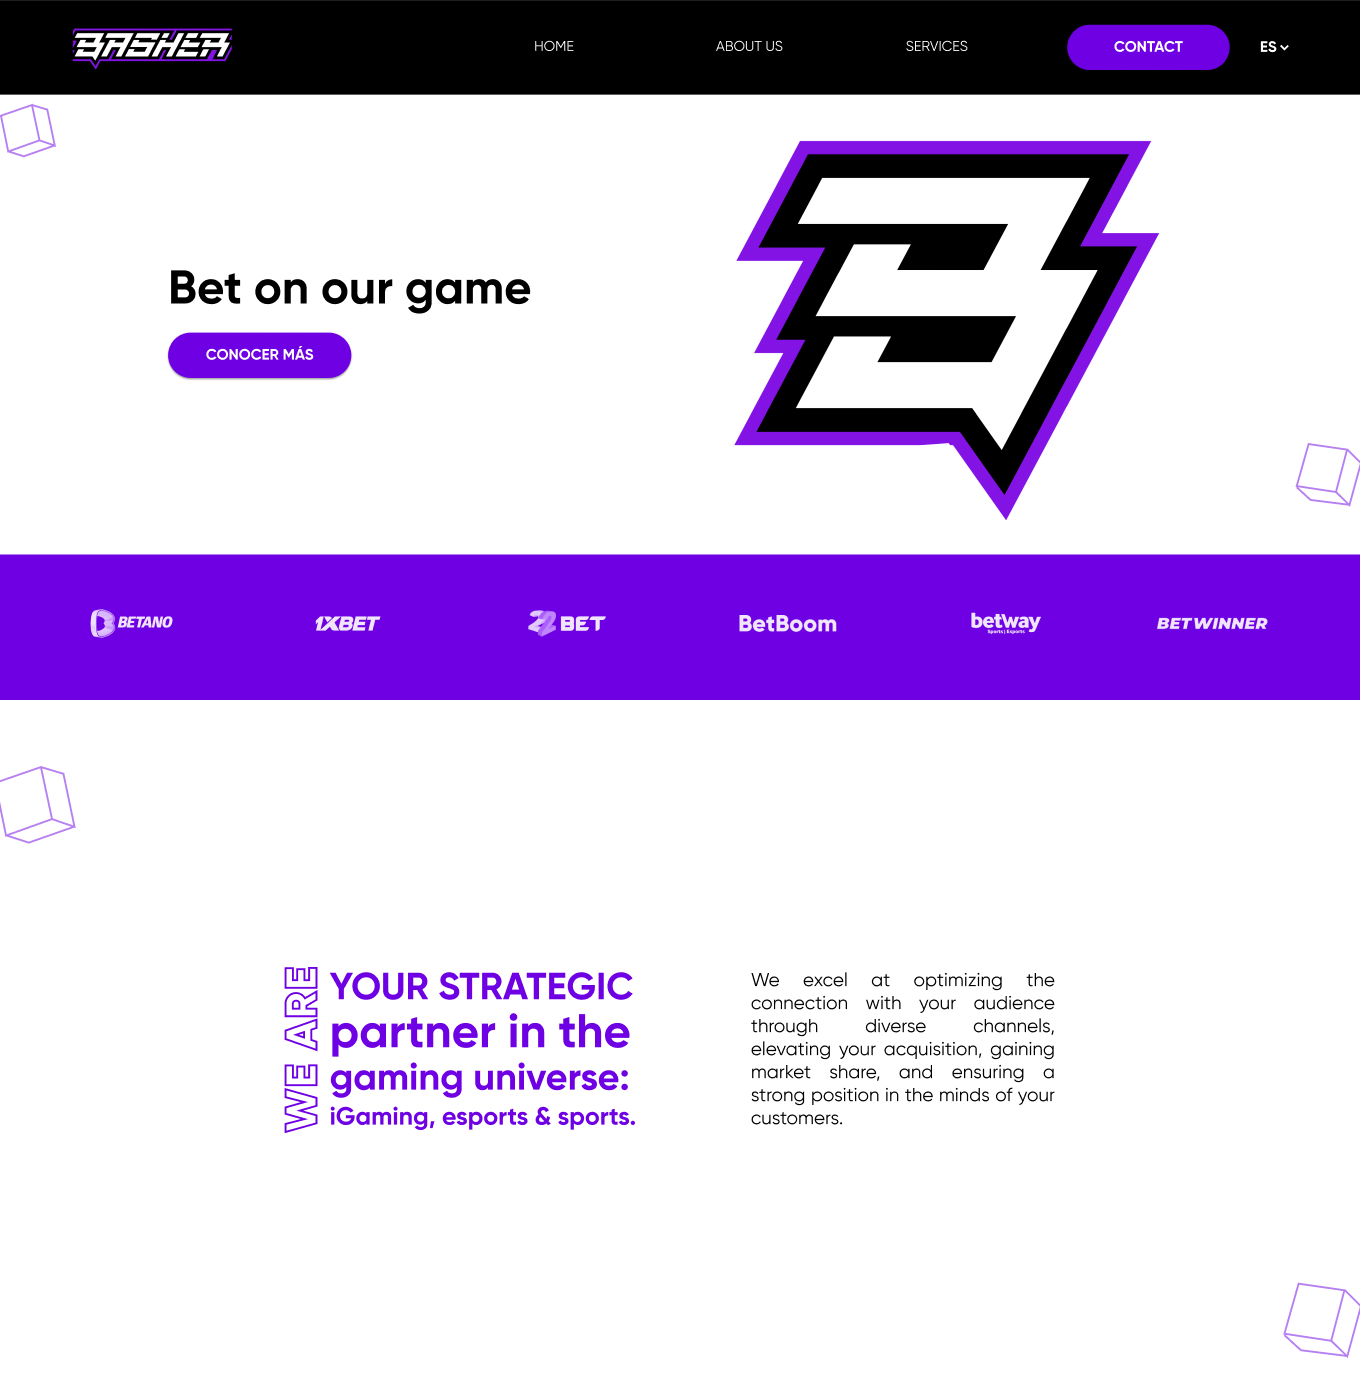 BASHER
HOME
ABOUT US
SERVICES
CONTACT
ES
Bet on our game
CONOCER MÁS
B
BETANO
1XBET
22 BET
BetBoom
betway
Sports | Esports
BETWINNER
WE ARE
YOUR STRATEGIC
partner in the
gaming universe:
iGaming, esports & sports.
We excel at optimizing the
connection with your audience
through diverse channels,
elevating your acquisition, gaining
market share, and ensuring a
strong position in the minds of your
customers.